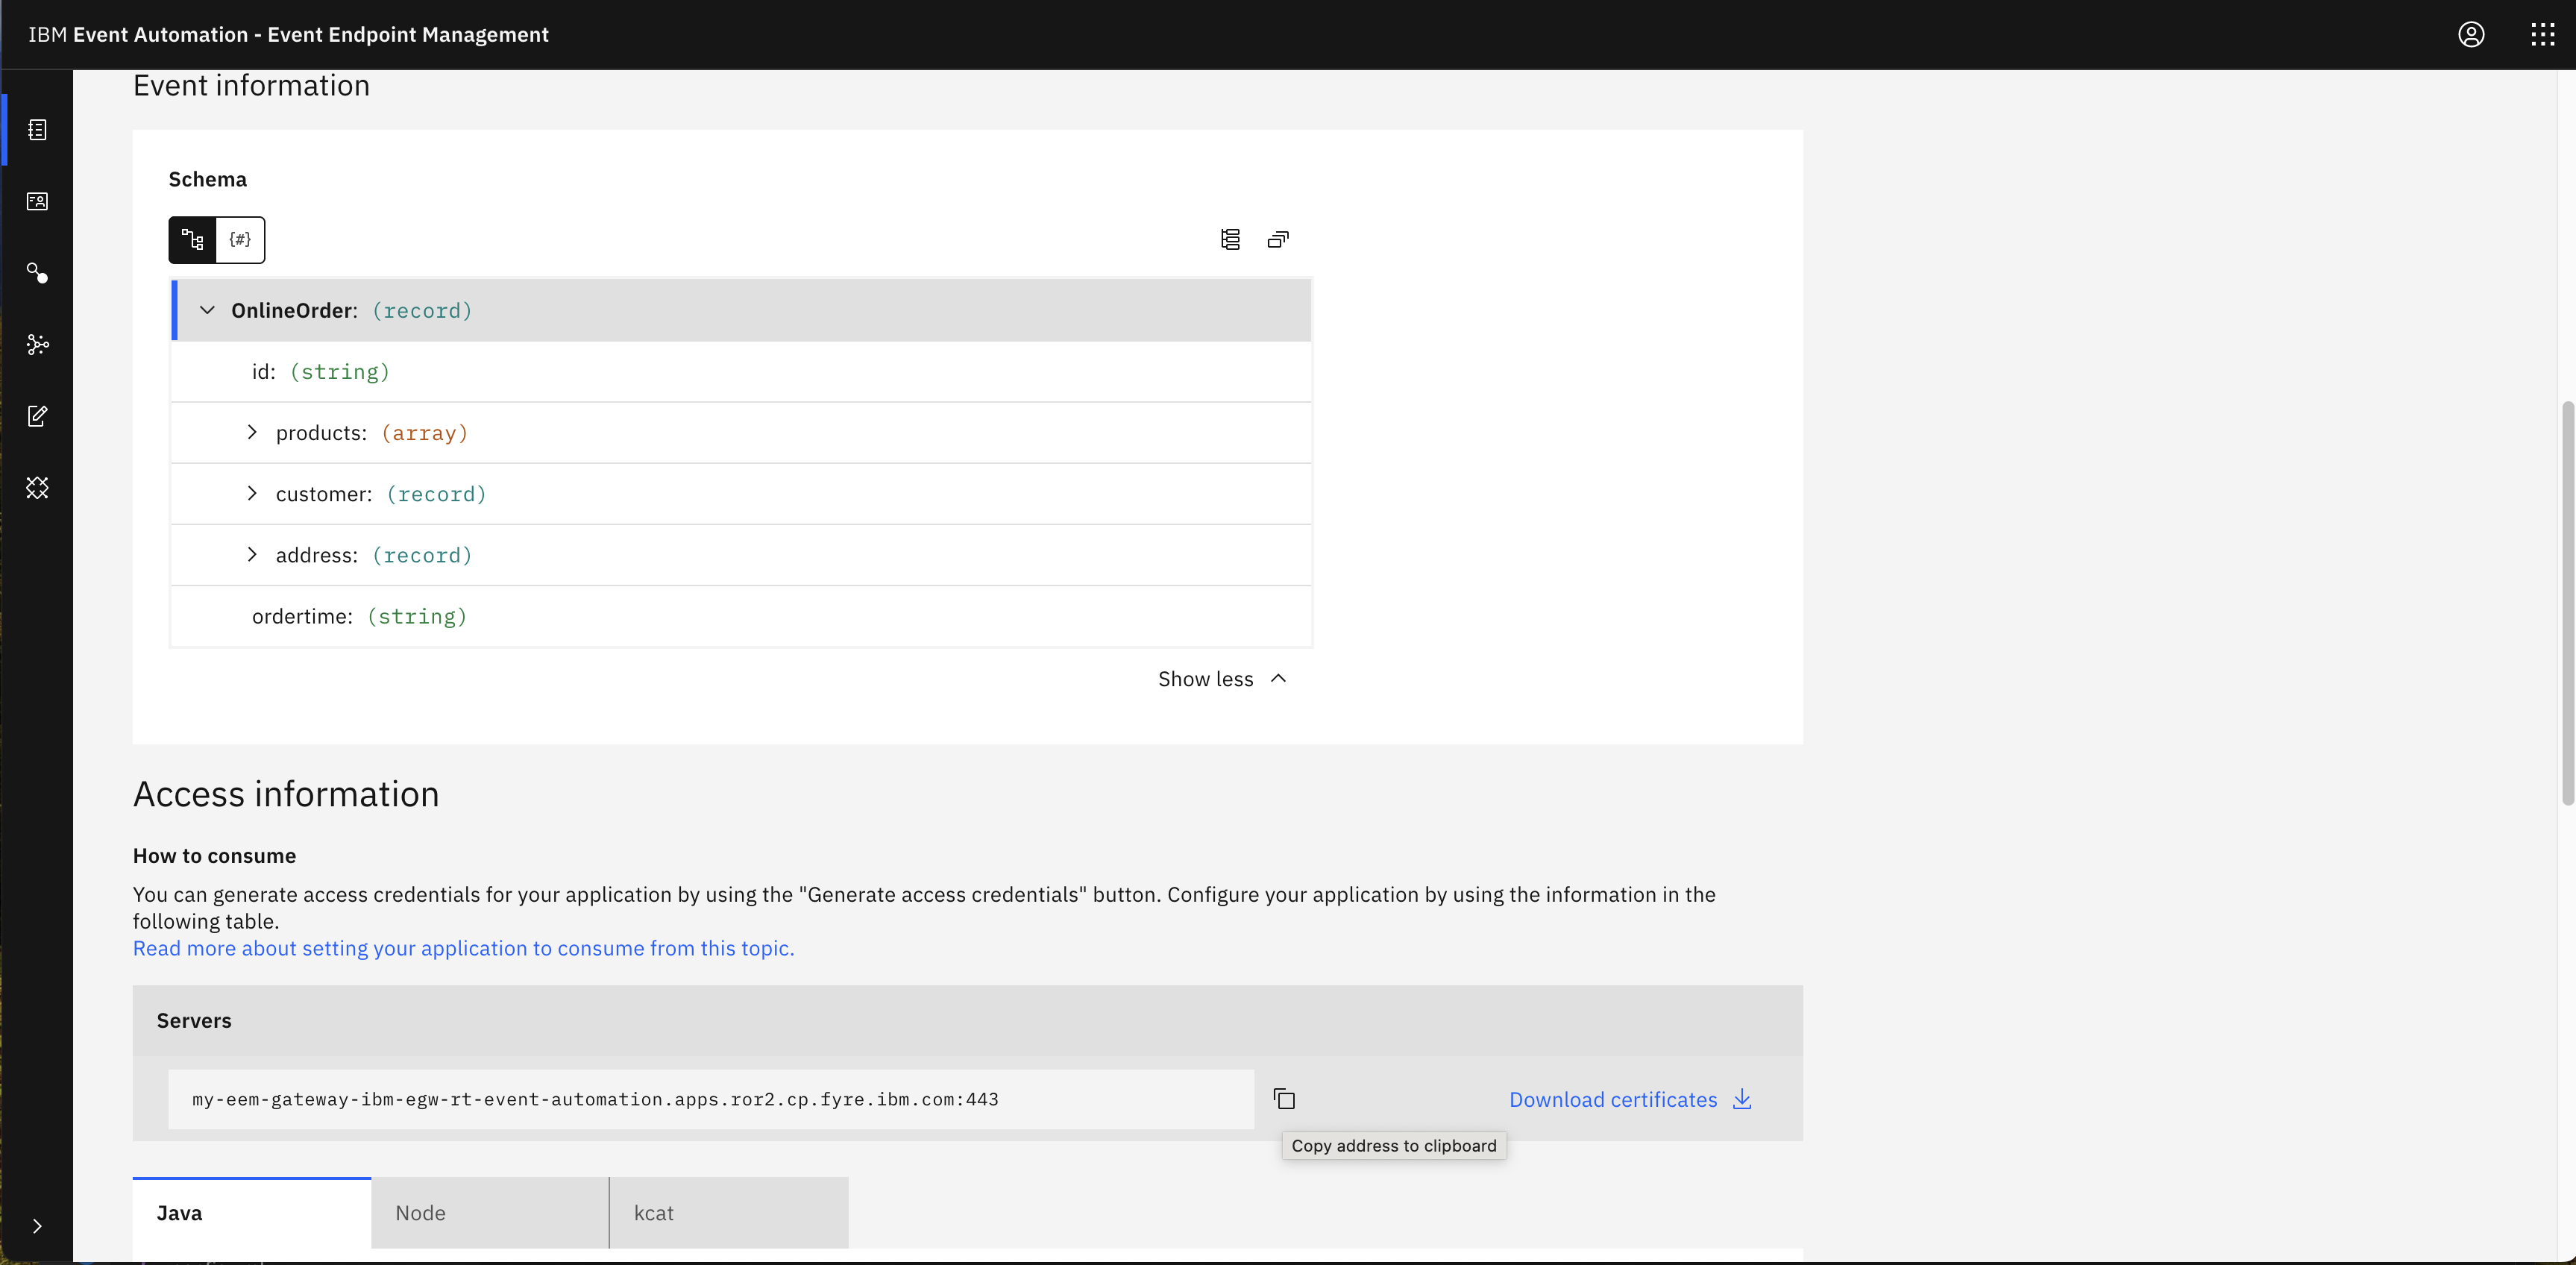 IBM Event Automation - Event Endpoint Management
Event information
Schema
{#}
OnlineOrder: (record)
id: (string)
products: (array)
customer: (record)
address: (record)
ordertime: (string)
Show less
Access information
How to consume
You can generate access credentials for your application by using the "Generate access credentials" button. Configure your application by using the information in the
following table.
Read more about setting your application to consume from this topic.
Servers
my-eem-gateway-ibm-egw-rt-event-automation.apps.ror2.cp.fyre.ibm.com:443
Download certificates
Copy address to clipboard
Java
Node
kcat